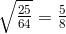 √(25/64) = 5/8